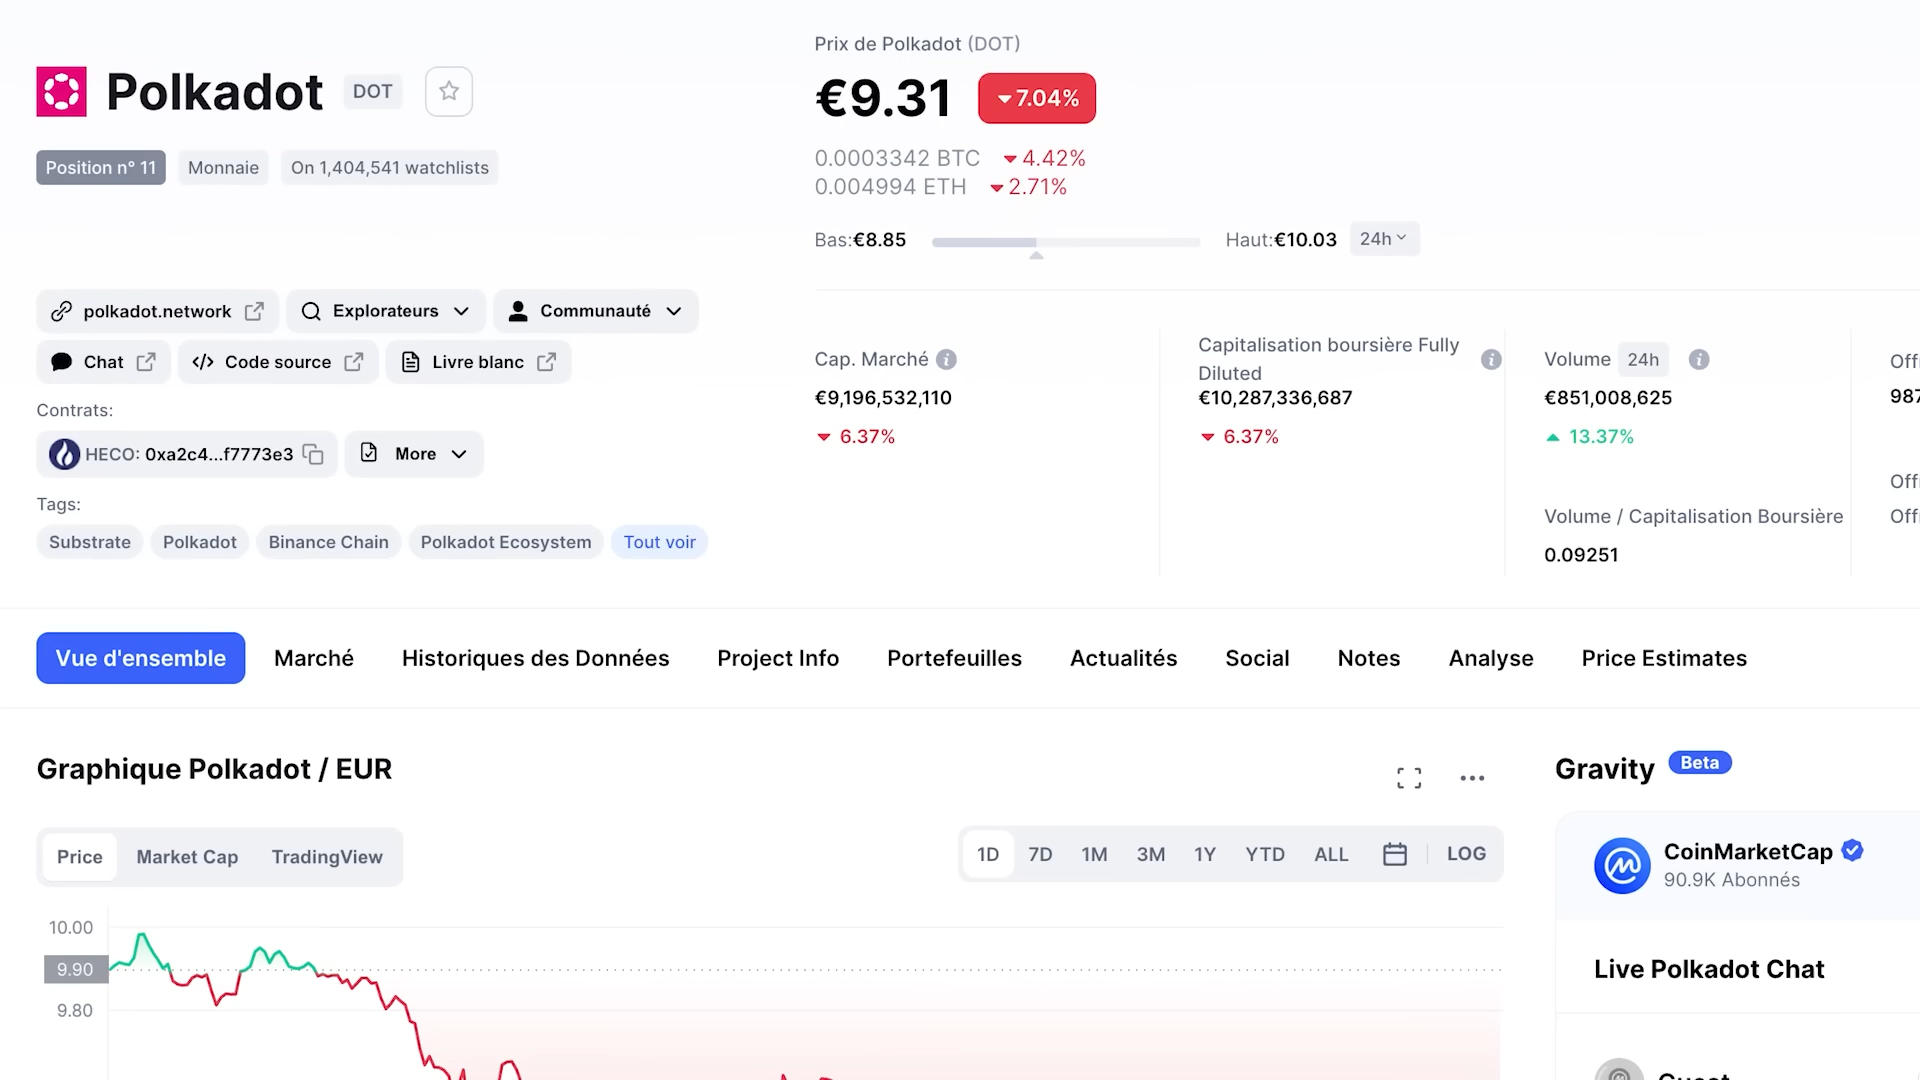 Polkadot DOT
Position n° 11 Monnaie On 1,404,541 watchlists
polkadot.network Explorateurs Communauté
Chat Code source Livre blanc
Contrats:
HECO: 0xa2c4...f7773e3 More
Tags:
Substrate Polkadot Binance Chain Polkadot Ecosystem Tout voir
Prix de Polkadot (DOT)
€9.31 7.04%
0.0003342 BTC 4.42%
0.004994 ETH 2.71%
Bas:€8.85 Haut:€10.03 24h
Cap. Marché
€9,196,532,110
6.37%
Capitalisation boursière Fully
Diluted
€10,287,336,687
6.37%
Volume 24h
€851,008,625
13.37%
Volume / Capitalisation Boursière
0.09251
Off
987
Off
Off
Vue d'ensemble Marché Historiques des Données Project Info Portefeuilles Actualités Social Notes Analyse Price Estimates
Graphique Polkadot / EUR
Price Market Cap TradingView
1D 7D 1M 3M 1Y YTD ALL LOG
10.00
9.90
9.80
Gravity Beta
CoinMarketCap
90.9K Abonnés
Live Polkadot Chat
Guest